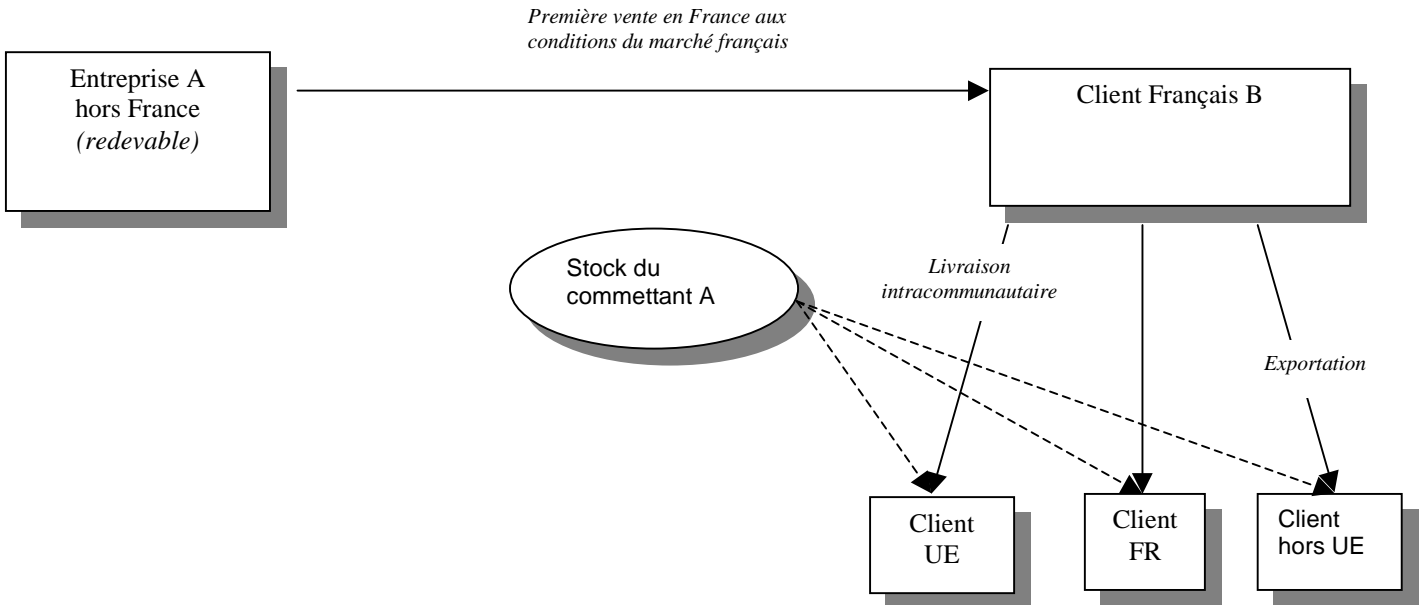 Première vente en France aux
conditions du marché français
Entreprise A
hors France
(redevable)
Client Français B
Stock du
commettant A
Livraison
intracommunautaire
Exportation
Client
UE
Client
FR
Client
hors UE